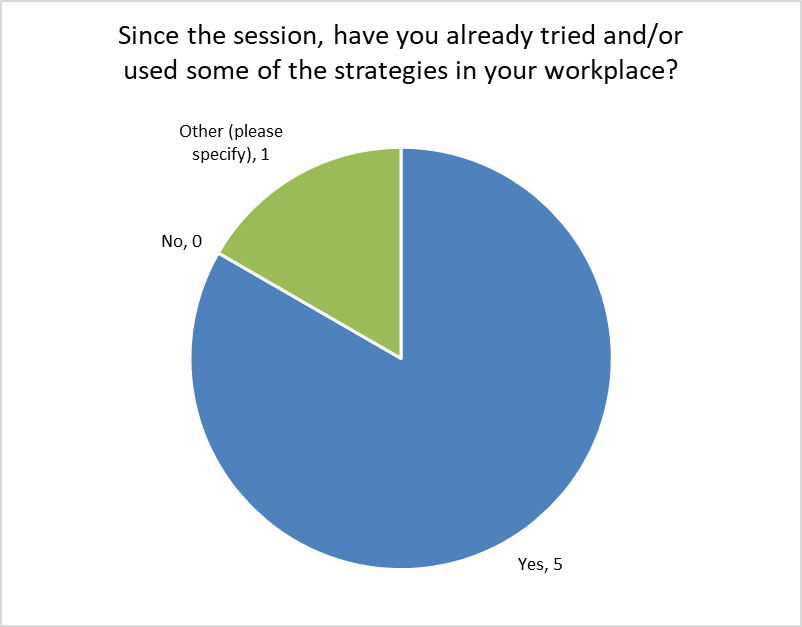 Since the session, have you already tried and/or
used some of the strategies in your workplace?
Other (please
specify), 1
No, 0
Yes, 5